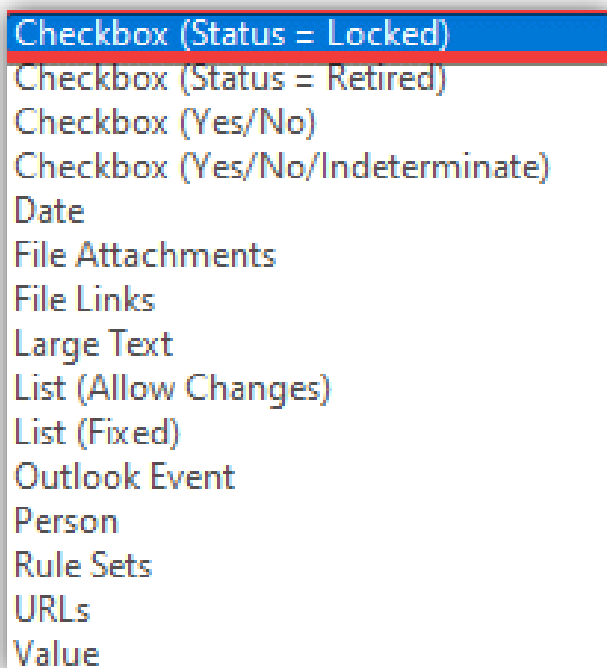 Checkbox (Status = Locked)
Checkbox (Status = Retired)
Checkbox (Yes/No)
Checkbox (Yes/No/Indeterminate)
Date
File Attachments
File Links
Large Text
List (Allow Changes)
List (Fixed)
Outlook Event
Person
Rule Sets
URLs
Value